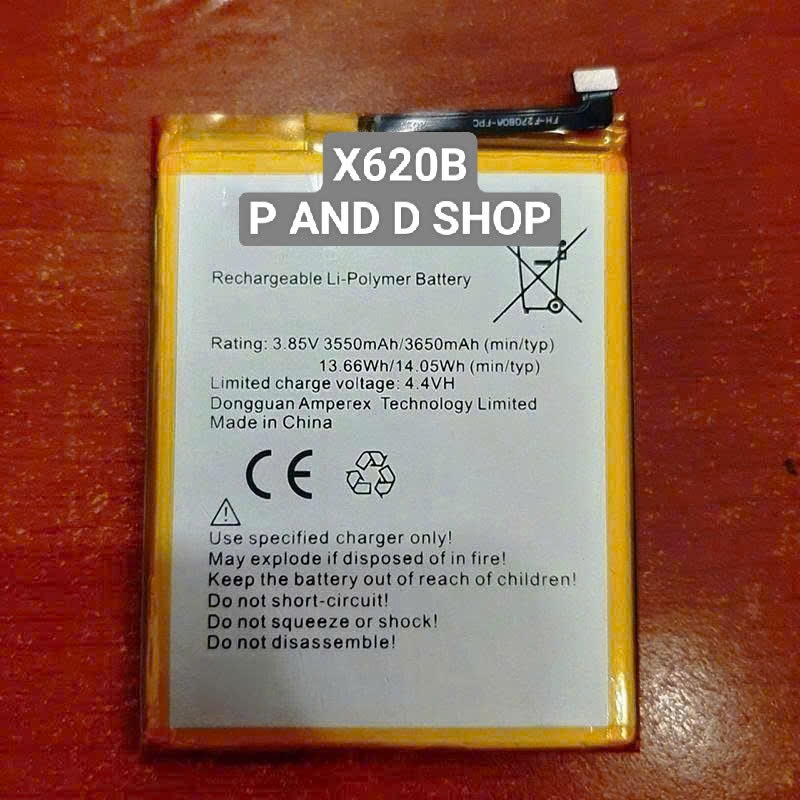 FH-F270B0A-FPC
X620B
P AND D SHOP
Rechargeable Li-Polymer Battery
Rating: 3.85V 3550mAh/3650mAh (min/typ)
13.66Wh/14.05Wh (min/typ)
Limited charge voltage: 4.4VH
Dongguan Amperex Technology Limited
Made in China
CE
Use specified charger only!
May explode if disposed of in fire!
Keep the battery out of reach of children!
Do not short-circuit!
Do not squeeze or shock!
Do not disassemble!